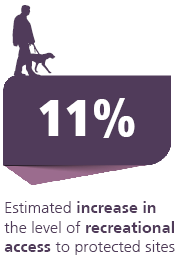 11%
Estimated increase in
the level of recreational
access to protected sites